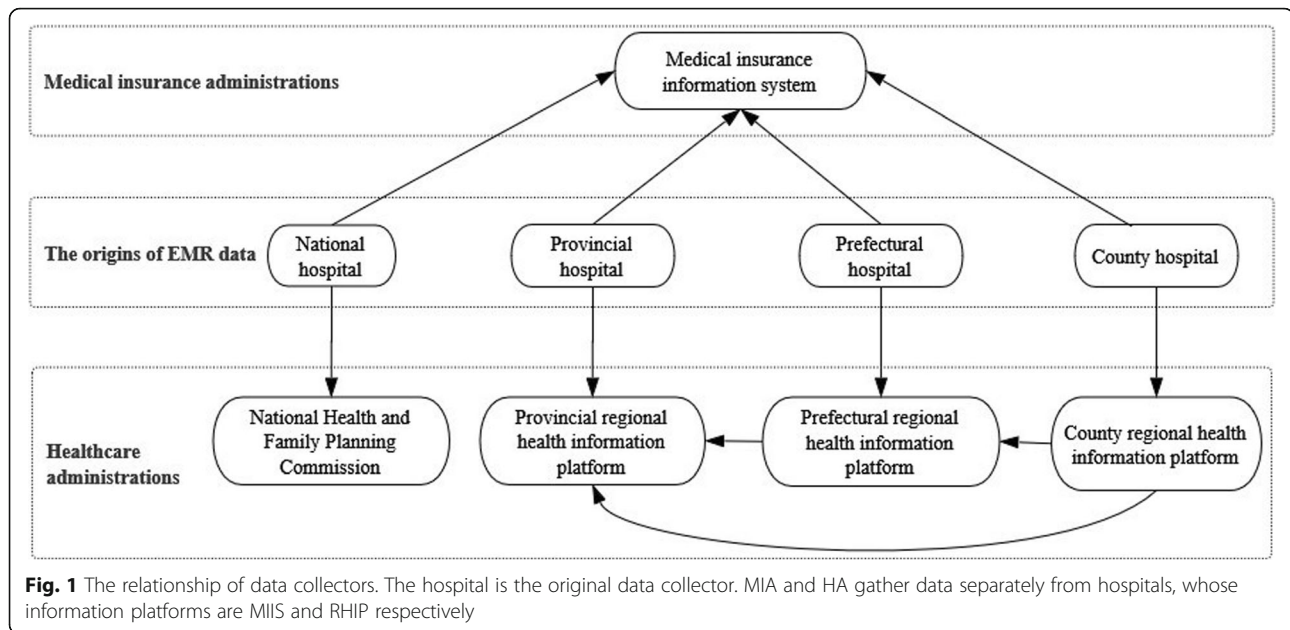 Medical insurance administrations
Medical insurance
information system
The origins of EMR data
National
hospital
Provincial
hospital
Prefectural
hospital
County hospital
Healthcare
administrations
National Health and
Family Planning
Commission
Provincial regional
health information
platform
Prefectural regional
health information
platform
County regional health
information platform
Fig. 1 The relationship of data collectors. The hospital is the original data collector. MIA and HA gather data separately from hospitals, whose
information platforms are MIIS and RHIP respectively